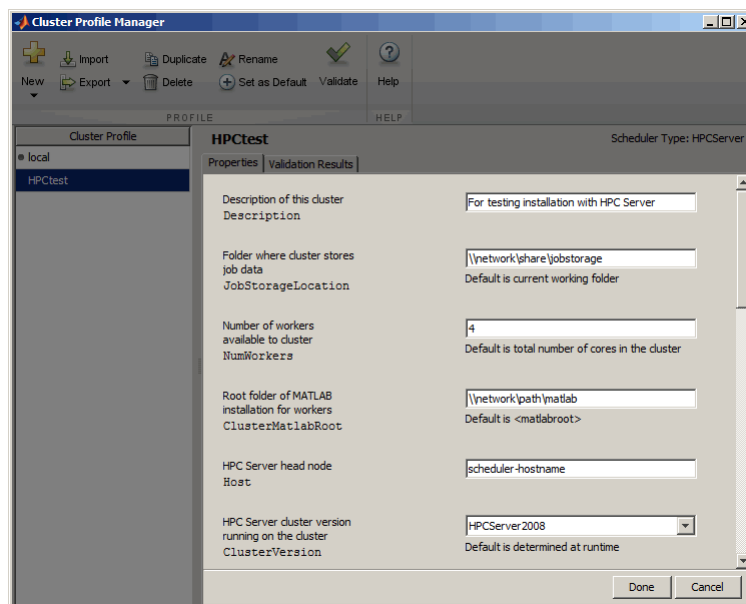 Cluster Profile Manager
New
Import
Export
Duplicate
Delete
Rename
Set as Default
Validate
Help
PROFILE
HELP
Cluster Profile
local
HPCtest
HPCtest
Scheduler Type: HPCServer
Properties
Validation Results
Description of this cluster
Description
For testing installation with HPC Server
Folder where cluster stores
job data
JobStorageLocation
\\network\share\jobstorage
Default is current working folder
Number of workers
available to cluster
NumWorkers
4
Default is total number of cores in the cluster
Root folder of MATLAB
installation for workers
ClusterMatlabRoot
\\network\path\matlab
Default is <matlabroot>
HPC Server head node
Host
scheduler-hostname
HPC Server cluster version
running on the cluster
ClusterVersion
HPCServer2008
Default is determined at runtime
Done
Cancel